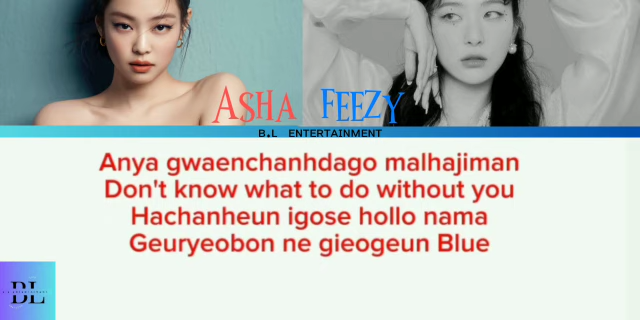 ASHA FEEZY
B.L ENTERTAINMENT
Anya gwaenchanhdago malhajiman
Don't know what to do without you
Hachanheun igose hollo nama
Geuryeobon ne gieogeun Blue
BL